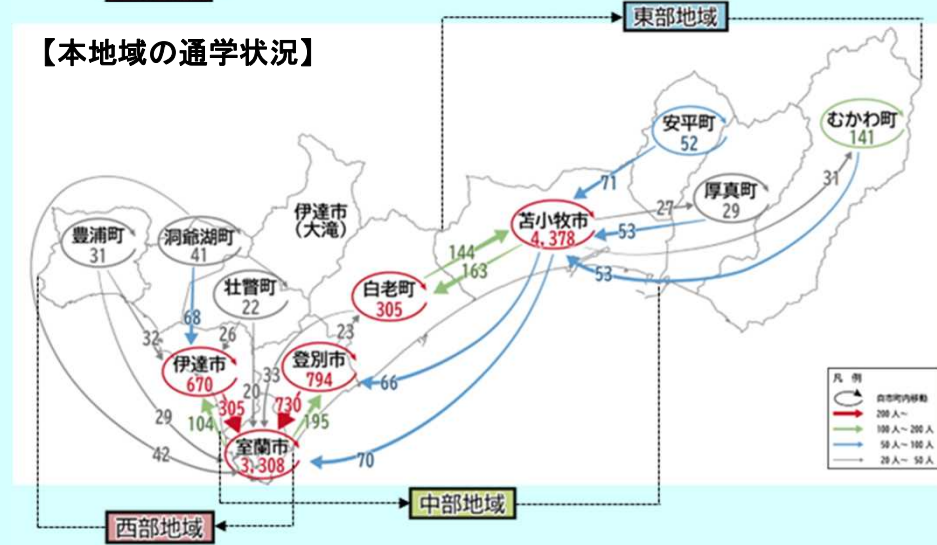 東部地域
【本地域の通学状況】
安平町
52
むかわ町
141
71
31
厚真町
29
27
伊達市
(大滝)
苫小牧市
4,378
53
豊浦町
31
洞爺湖町
41
144
163
53
壮瞥町
22
白老町
305
68
32
26
23
伊達市
670
登別市
794
33
20
66
305
730
104
195
29
42
室蘭市
3,308
70
凡 例
自市町内移動
200人～
100人～200人
50人～100人
20人～ 50人
中部地域
西部地域